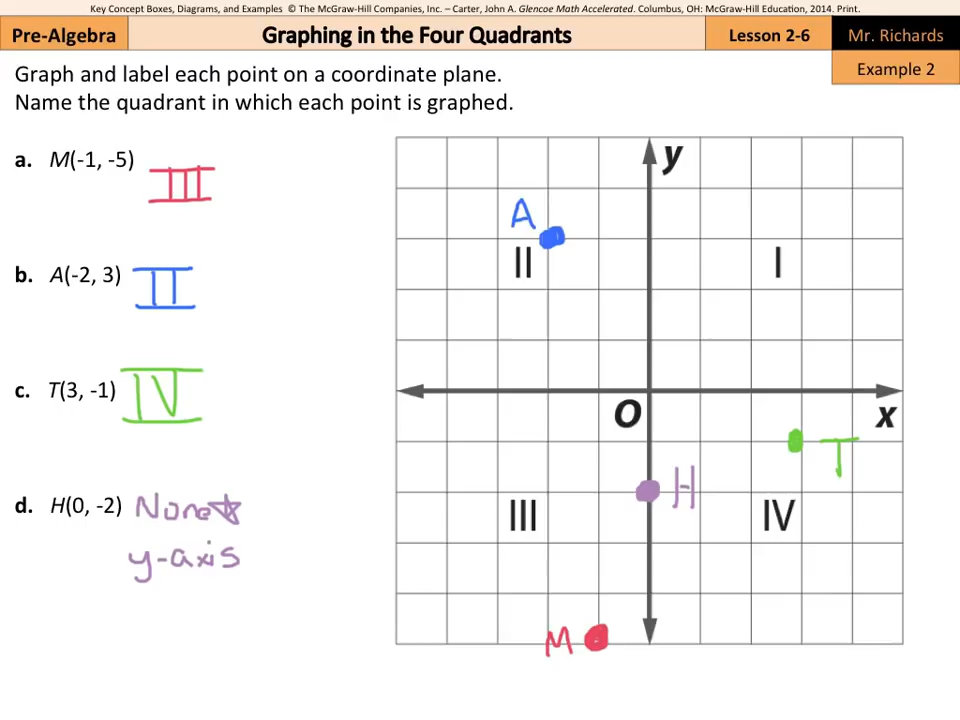 Key Concept Boxes, Diagrams, and Examples © The McGraw-Hill Companies, Inc. – Carter, John A. Glencoe Math Accelerated. Columbus, OH: McGraw-Hill Education, 2014. Print.
Pre-Algebra
Graphing in the Four Quadrants
Lesson 2-6
Mr. Richards
Example 2
Graph and label each point on a coordinate plane.
Name the quadrant in which each point is graphed.
a. M(-1, -5) III
b. A(-2, 3) II
c. T(3, -1) IV
d. H(0, -2) None
y-axis
y
A
II
I
O
x
T
H
III
IV
M